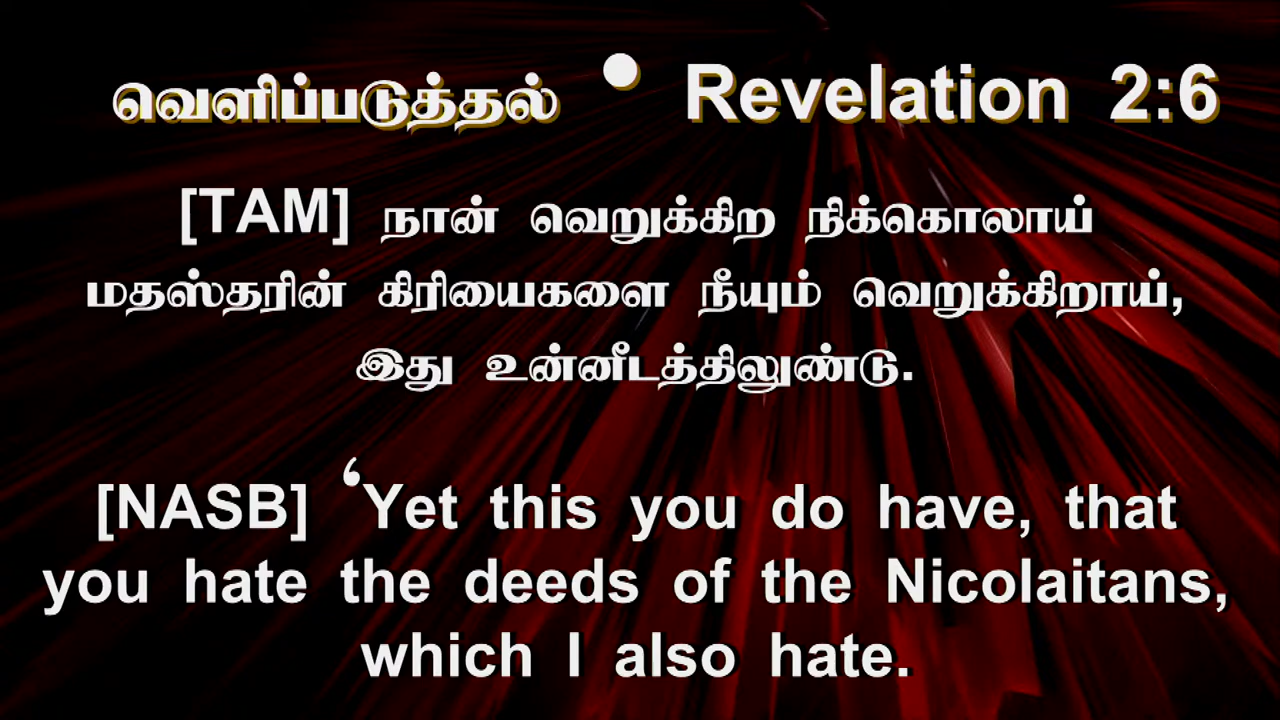 வெளிப்படுத்தல் • Revelation 2:6
[TAM] நான் வெறுக்கிற நிக்கொலாய்
மதஸ்தரின் கிரியைகளை நீயும் வெறுக்கிறாய்,
இது உன்னீடத்திலுண்டு.
[NASB] ‘Yet this you do have, that
you hate the deeds of the Nicolaitans,
which I also hate.